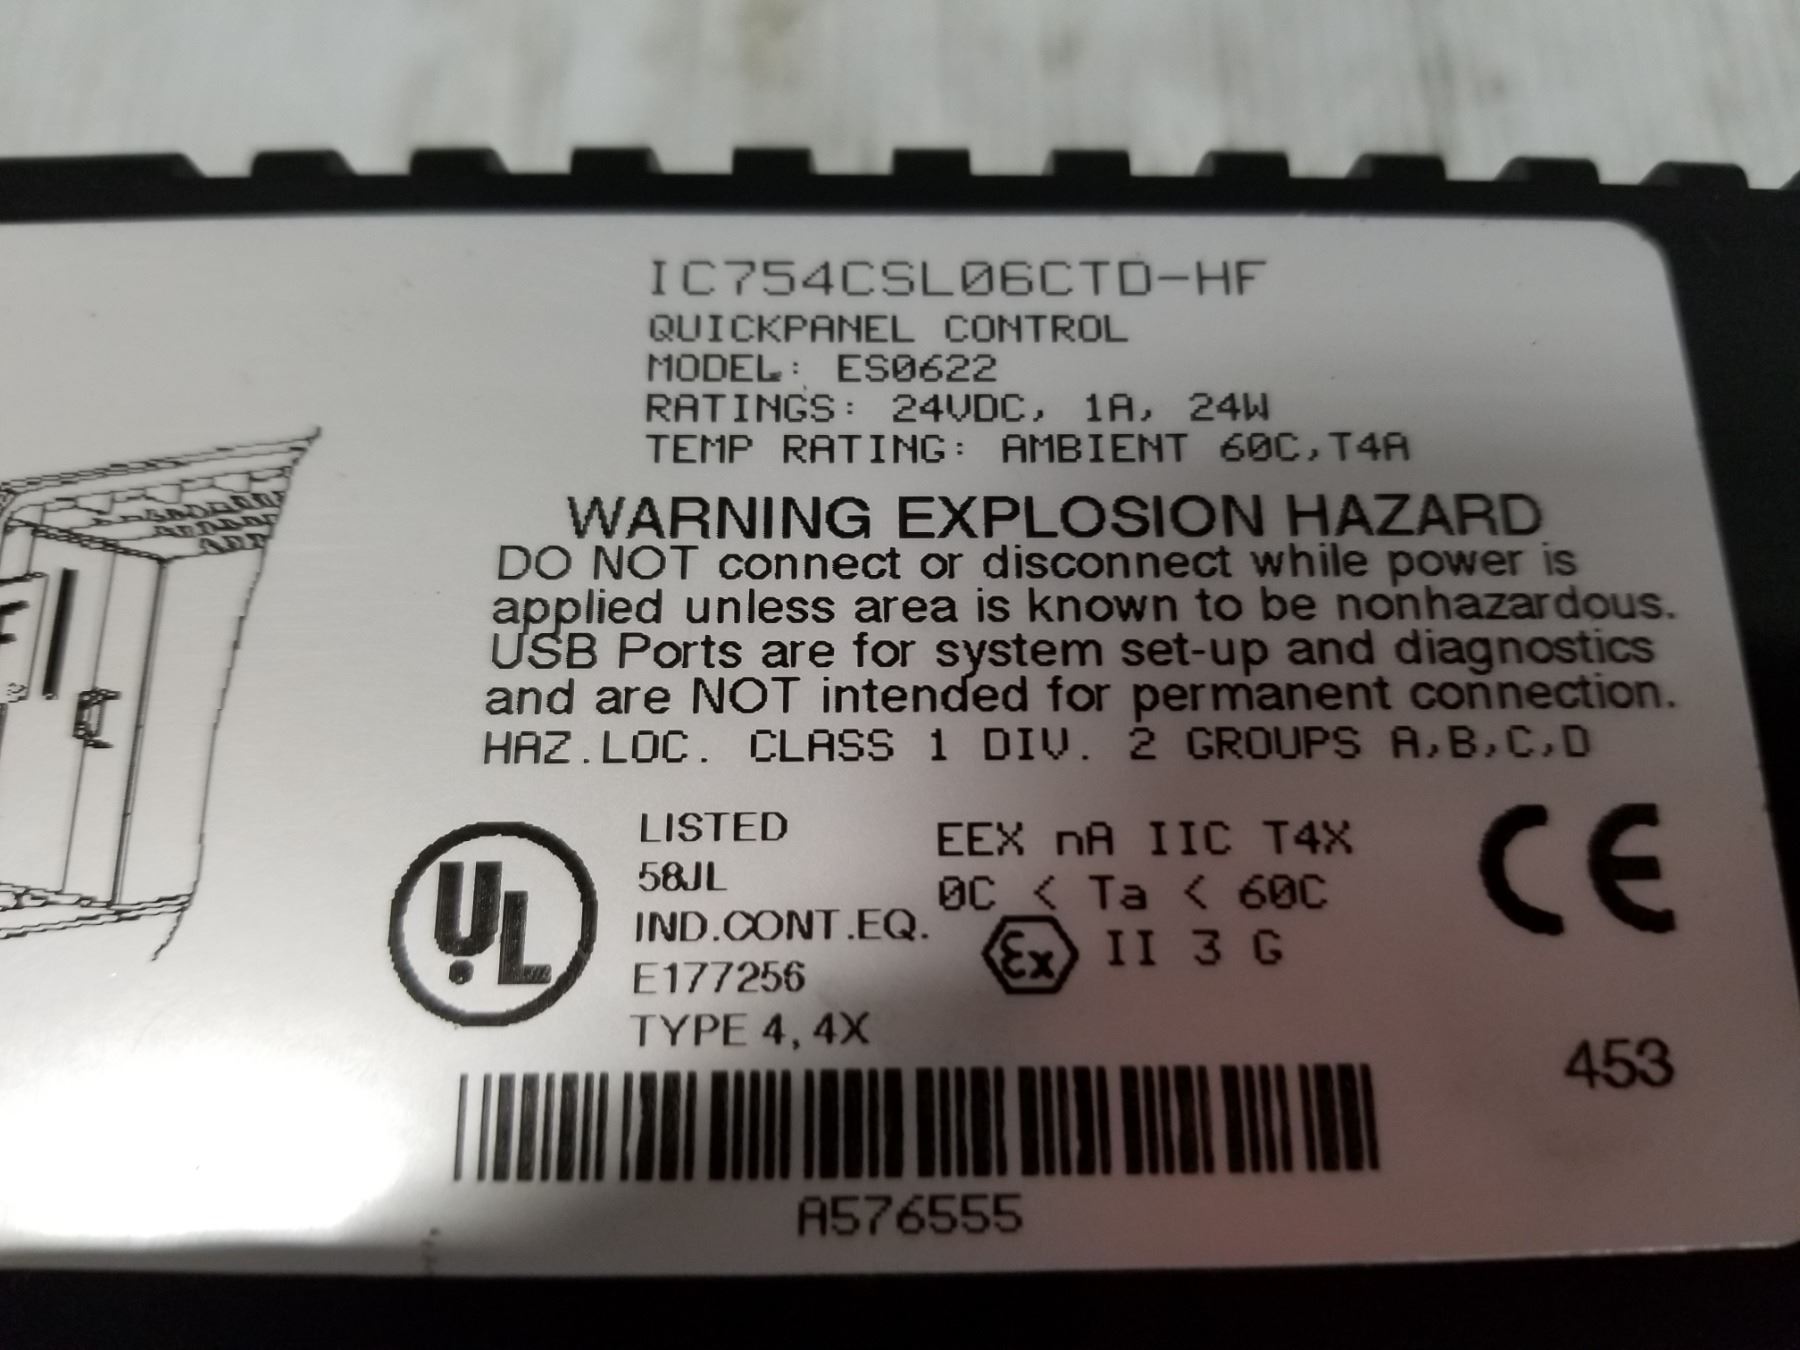 IC754CSL06CTD-HF
QUICKPANEL CONTROL
MODEL: ES0622
RATINGS: 24VDC, 1A, 24W
TEMP RATING: AMBIENT 60C,T4A
WARNING EXPLOSION HAZARD
DO NOT connect or disconnect while power is
applied unless area is known to be nonhazardous.
USB Ports are for system set-up and diagnostics
and are NOT intended for permanent connection.
HAZ.LOC. CLASS 1 DIV. 2 GROUPS A,B,C,D
UL
LISTED
58JL
IND.CONT.EQ.
E177256
TYPE 4, 4X
EEX nA IIC T4X
0C < Ta < 60C
Ex II 3 G
CE
453
A576555